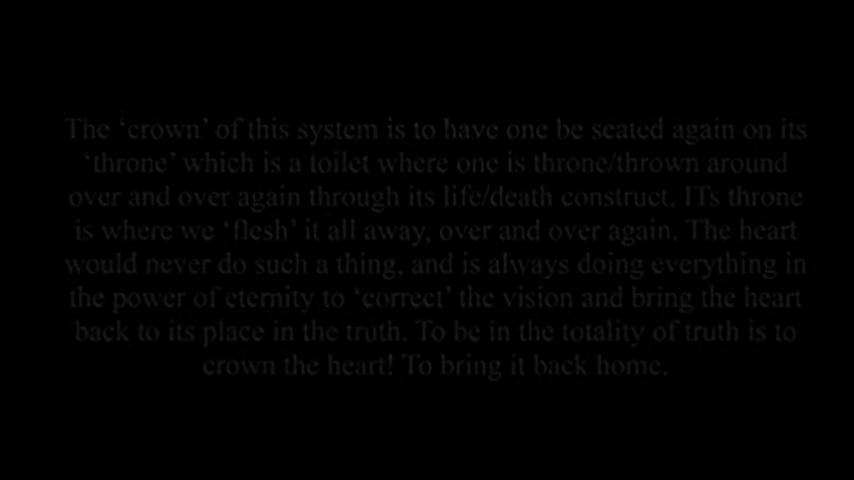 The ‘crown’ of this system is to have one be seated again on its
‘throne’ which is a toilet where one is throne/thrown around
over and over again through its life/death construct. ITs throne
is where we ‘flesh’ it all away, over and over again. The heart
would never do such a thing, and is always doing everything in
the power of eternity to ‘correct’ the vision and bring the heart
back to its place in the truth. To be in the totality of truth is to
crown the heart! To bring it back home.